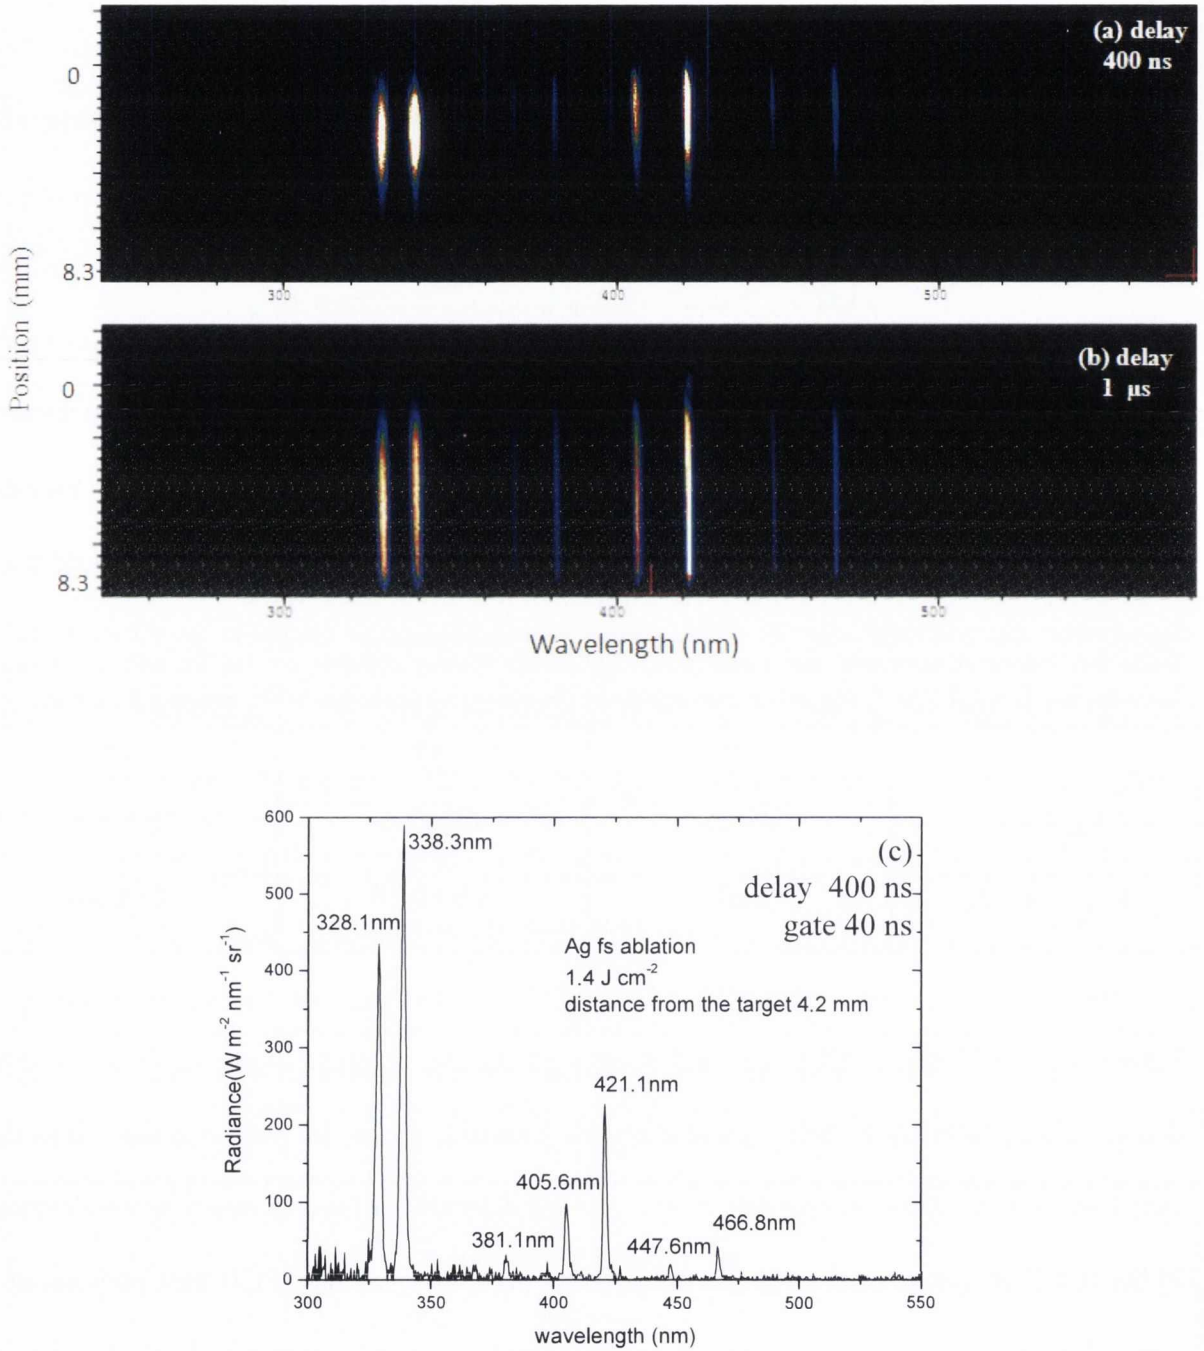 (a) delay
400 ns
0
8.3
300
400
500
Position (mm)
(b) delay
1 µs
0
8.3
300
400
500
Wavelength (nm)
600
500
400
300
200
100
0
300
350
400
450
500
550
Radiance(W m⁻² nm⁻¹ sr⁻¹)
wavelength (nm)
(c)
delay 400 ns
gate 40 ns
Ag fs ablation
1.4 J cm⁻²
distance from the target 4.2 mm
328.1nm
338.3nm
381.1nm
405.6nm
421.1nm
447.6nm
466.8nm